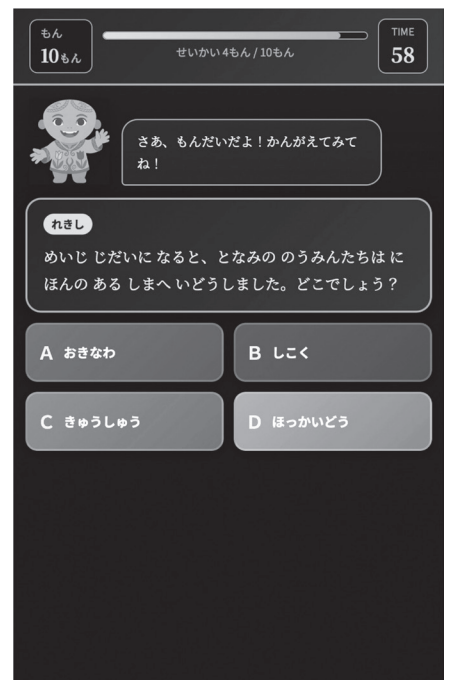 もん
10もん
せいかい 4もん / 10もん
TIME
58
さあ、もんだいだよ！かんがえてみて
ね！
れきし
めいじ じだいに なると、となみの のうみんたちは に
ほんの ある しまへ いどうしました。どこでしょう？
A おきなわ
B しこく
C きゅうしゅう
D ほっかいどう